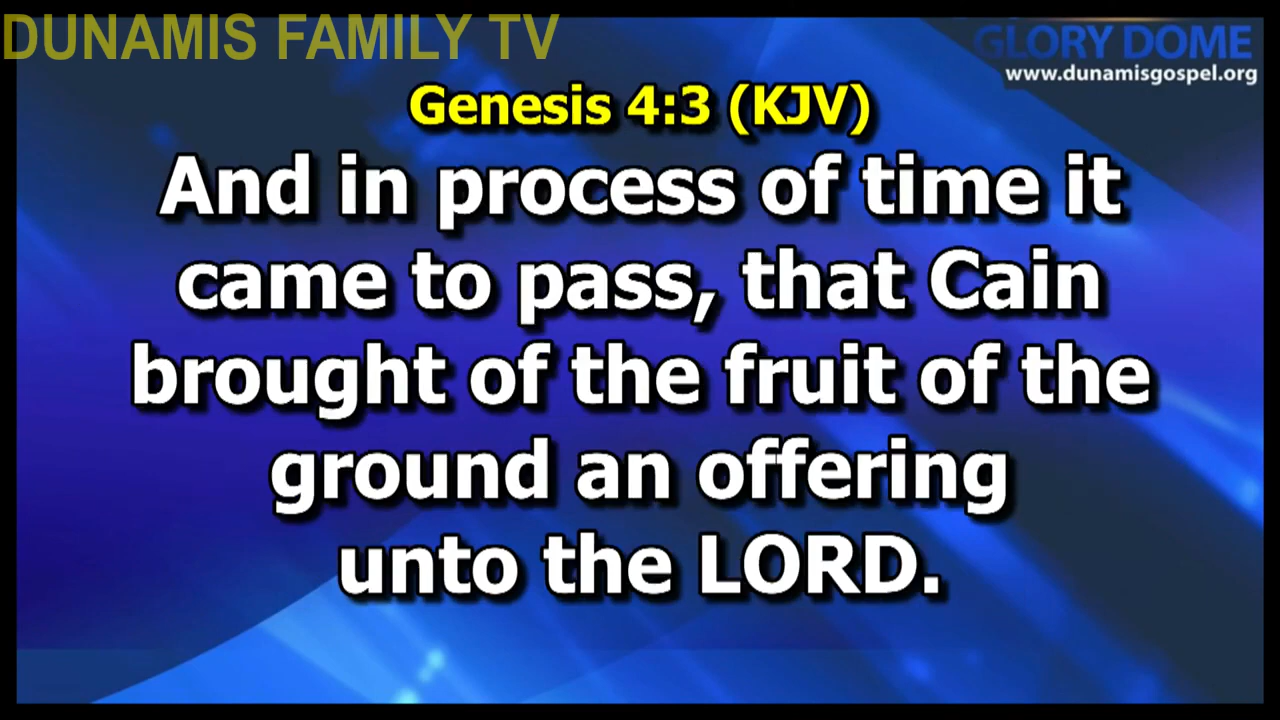 DUNAMIS FAMILY TV
GLORY DOME
www.dunamisgospel.org
Genesis 4:3 (KJV)
And in process of time it
came to pass, that Cain
brought of the fruit of the
ground an offering
unto the LORD.